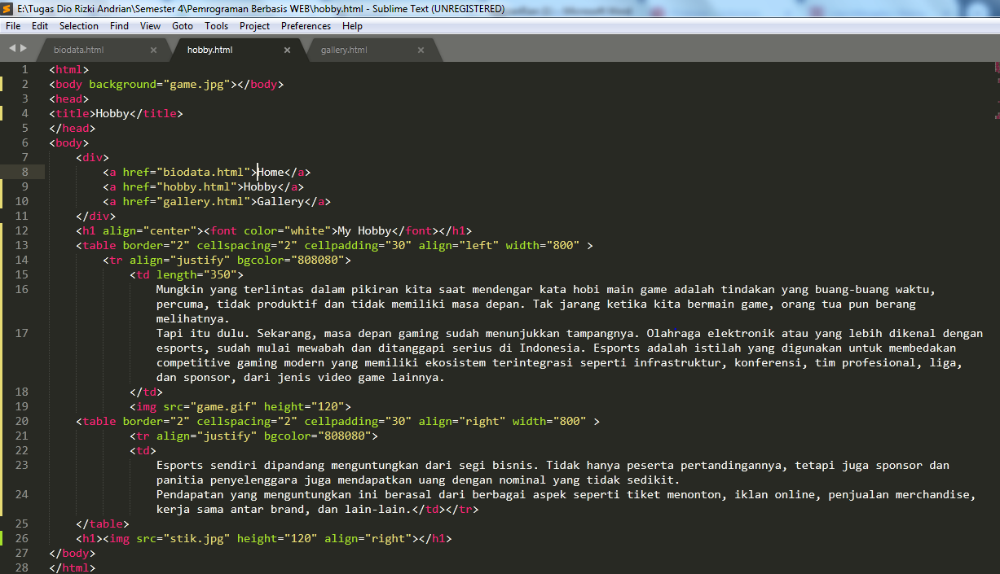 E:\Tugas Dio Rizki Andrian\Semester 4\Pemrograman Berbasis WEB\hobby.html - Sublime Text (UNREGISTERED)
File Edit Selection Find View Goto Tools Project Preferences Help
biodata.html × hobby.html × gallery.html ×
1 <html>
2 <body background="game.jpg"></body>
3 <head>
4 <title>Hobby</title>
5 </head>
6 <body>
7 <div>
8 <a href="biodata.html">Home</a>
9 <a href="hobby.html">Hobby</a>
10 <a href="gallery.html">Gallery</a>
11 </div>
12 <h1 align="center"><font color="white">My Hobby</font></h1>
13 <table border="2" cellspacing="2" cellpadding="30" align="left" width="800" >
14 <tr align="justify" bgcolor="808080">
15 <td length="350">
16 Mungkin yang terlintas dalam pikiran kita saat mendengar kata hobi main game adalah tindakan yang buang-buang waktu,
percuma, tidak produktif dan tidak memiliki masa depan. Tak jarang ketika kita bermain game, orang tua pun berang
melihatnya.
17 Tapi itu dulu. Sekarang, masa depan gaming sudah menunjukkan tampangnya. Olahraga elektronik atau yang lebih dikenal dengan
esports, sudah mulai mewabah dan ditanggapi serius di Indonesia. Esports adalah istilah yang digunakan untuk membedakan
competitive gaming modern yang memiliki ekosistem terintegrasi seperti infrastruktur, konferensi, tim profesional, liga,
dan sponsor, dari jenis video game lainnya.
18 </td>
19 <img src="game.gif" height="120">
20 <table border="2" cellspacing="2" cellpadding="30" align="right" width="800" >
21 <tr align="justify" bgcolor="808080">
22 <td>
23 Esports sendiri dipandang menguntungkan dari segi bisnis. Tidak hanya peserta pertandingannya, tetapi juga sponsor dan
panitia penyelenggara juga mendapatkan uang dengan nominal yang tidak sedikit.
24 Pendapatan yang menguntungkan ini berasal dari berbagai aspek seperti tiket menonton, iklan online, penjualan merchandise,
kerja sama antar brand, dan lain-lain.</td></tr>
25 </table>
26 <h1><img src="stik.jpg" height="120" align="right"></h1>
27 </body>
28 </html>